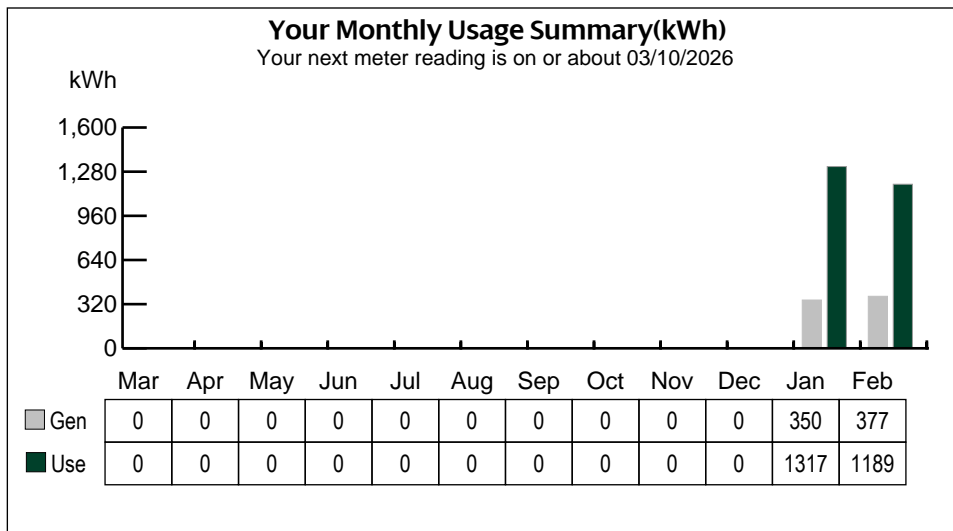 Your Monthly Usage Summary(kWh)
Your next meter reading is on or about 03/10/2026
kWh
1,600
1,280
960
640
320
0
Mar Apr May Jun Jul Aug Sep Oct Nov Dec Jan Feb
Gen 0 0 0 0 0 0 0 0 0 0 350 377
Use 0 0 0 0 0 0 0 0 0 0 1317 1189